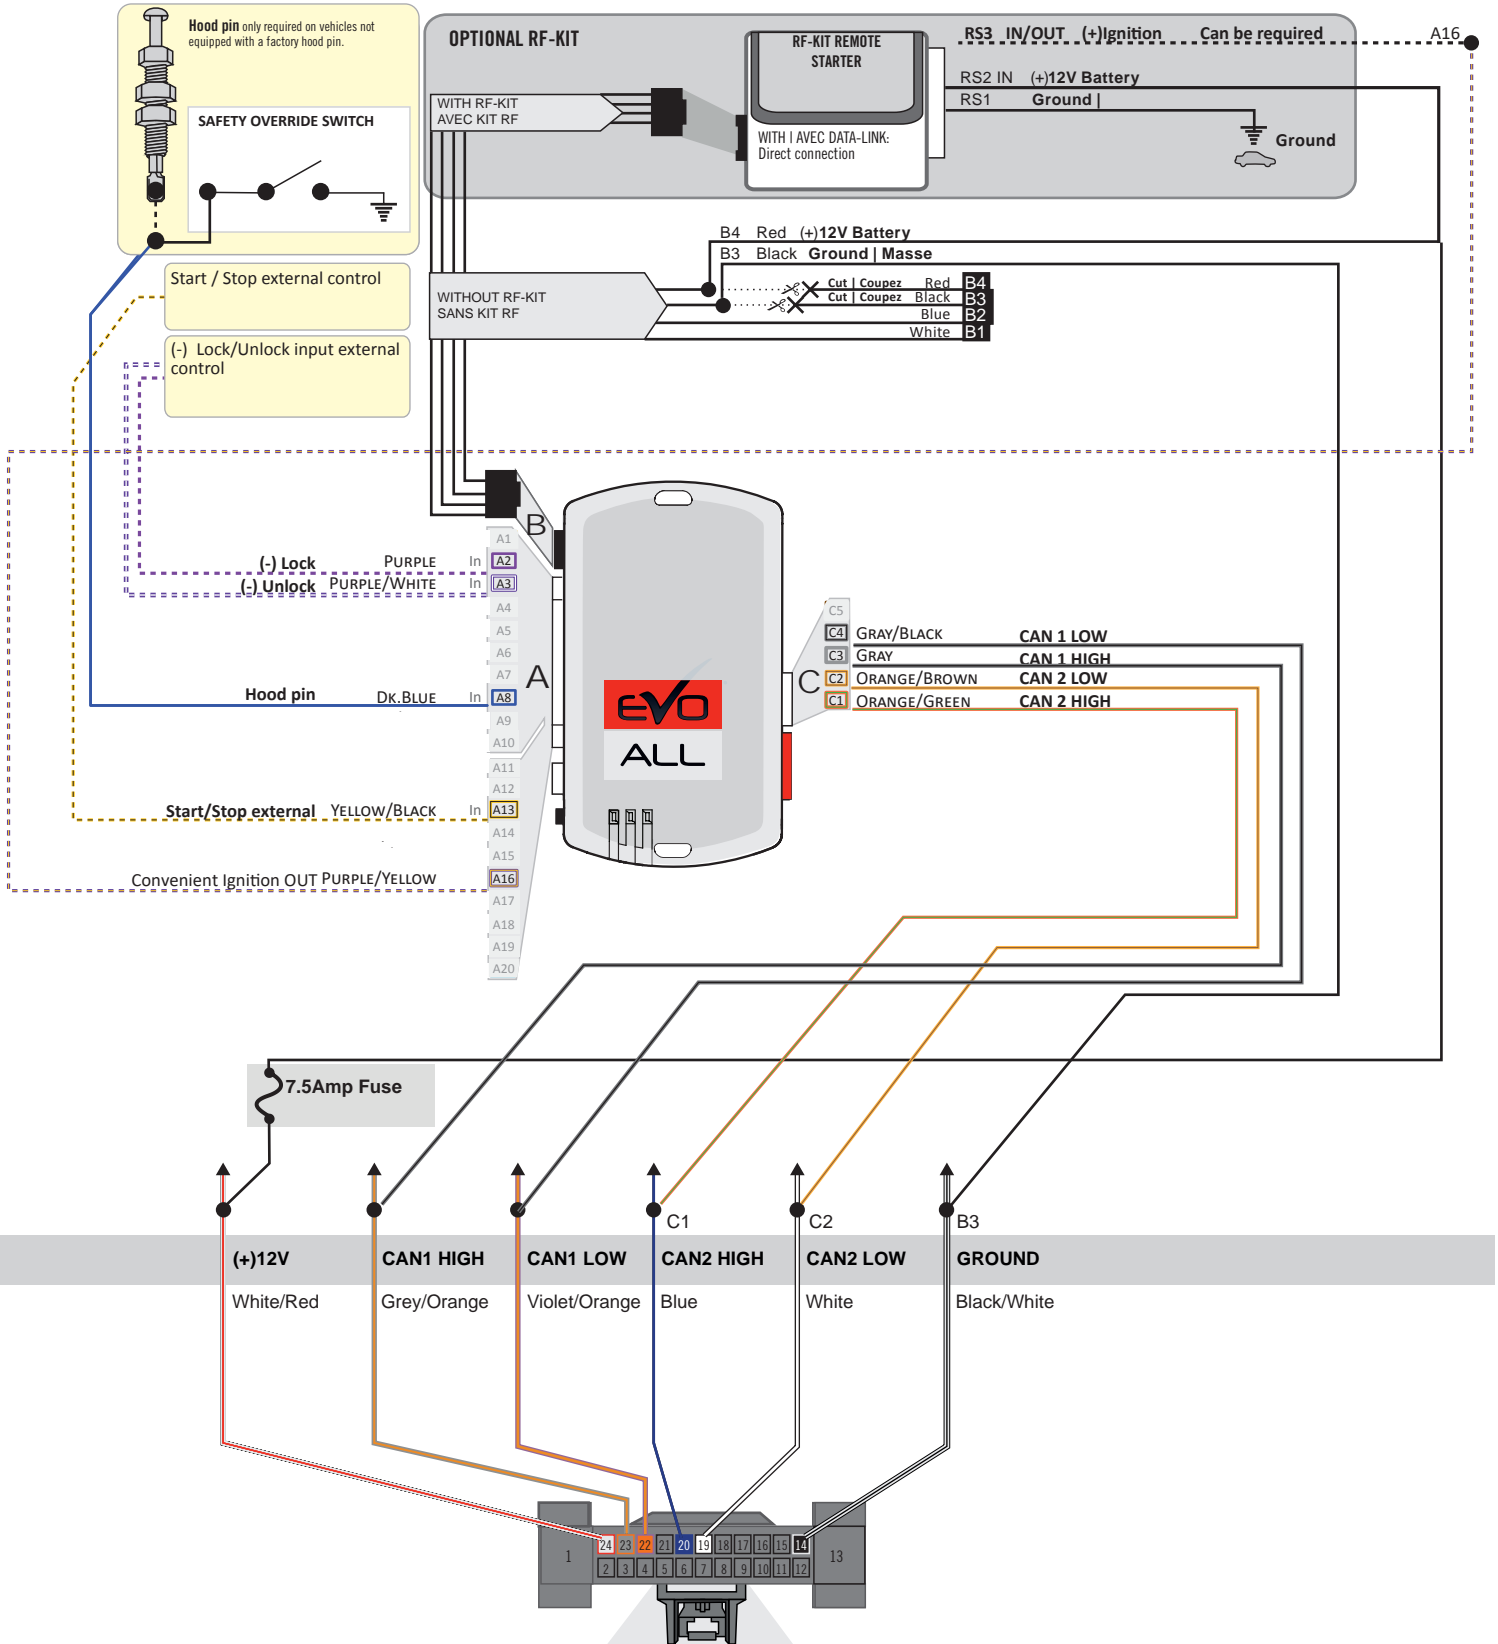 Hood pin only required on vehicles not
equipped with a factory hood pin.
SAFETY OVERRIDE SWITCH
OPTIONAL RF-KIT
RF-KIT REMOTE
STARTER
WITH RF-KIT
AVEC KIT RF
WITH I AVEC DATA-LINK:
Direct connection
RS3 IN/OUT (+)Ignition Can be required
A16
RS2 IN (+)12V Battery
RS1 Ground |
Ground
B4 Red (+)12V Battery
B3 Black Ground | Masse
Start / Stop external control
WITHOUT RF-KIT
SANS KIT RF
Cut | Coupez Red B4
Cut | Coupez Black B3
Blue B2
White B1
(-) Lock/Unlock input external
control
B
A1
(-) Lock PURPLE In A2
(-) Unlock PURPLE/WHITE In A3
A4
A5
A6
A7
Hood pin DK.BLUE In A8
A9
A10
A11
A12
Start/Stop external YELLOW/BLACK In A13
A14
A15
Convenient Ignition OUT PURPLE/YELLOW A16
A17
A18
A19
A20
A
EVO
ALL
C
C5
C4 GRAY/BLACK CAN 1 LOW
C3 GRAY CAN 1 HIGH
C2 ORANGE/BROWN CAN 2 LOW
C1 ORANGE/GREEN CAN 2 HIGH
7.5Amp Fuse
C1
C2
B3
(+)12V CAN1 HIGH CAN1 LOW CAN2 HIGH CAN2 LOW GROUND
White/Red Grey/Orange Violet/Orange Blue White Black/White
1
24 23 22 21 20 19 18 17 16 15 14
2 3 4 5 6 7 8 9 10 11 12
13